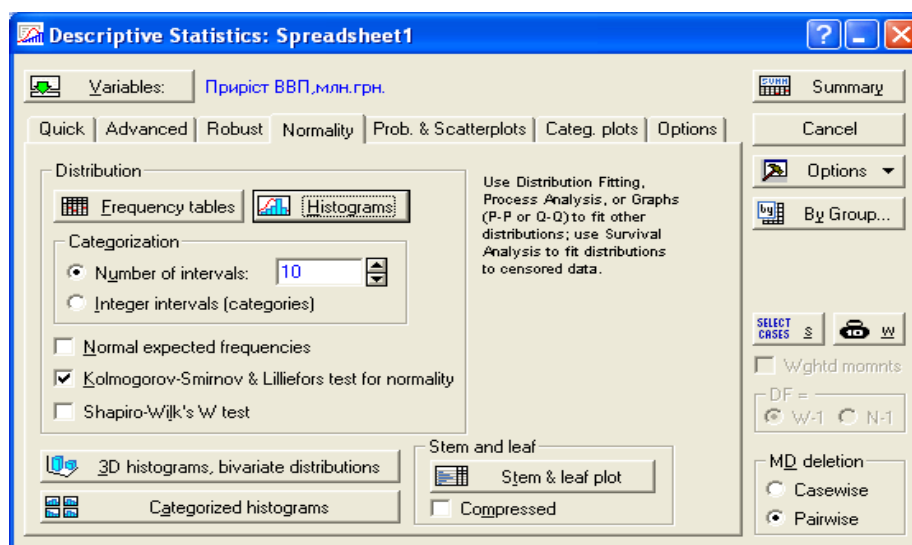 Descriptive Statistics: Spreadsheet1
Variables: Приріст ВВП,млн.грн.
Quick Advanced Robust Normality Prob. & Scatterplots Categ. plots Options
Distribution
Frequency tables Histograms
Categorization
Number of intervals: 10
Integer intervals (categories)
Normal expected frequencies
Kolmogorov-Smirnov & Lilliefors test for normality
Shapiro-Wilk's W test
3D histograms, bivariate distributions
Categorized histograms
Use Distribution Fitting,
Process Analysis, or Graphs
(P-P or Q-Q) to fit other
distributions; use Survival
Analysis to fit distributions
to censored data.
Stem and leaf
Stem & leaf plot
Compressed
SUMM Summary
Cancel
Options
by By Group...
SELECT
CASES S W
Wghtd momnts
DF =
W-1 N-1
MD deletion
Casewise
Pairwise